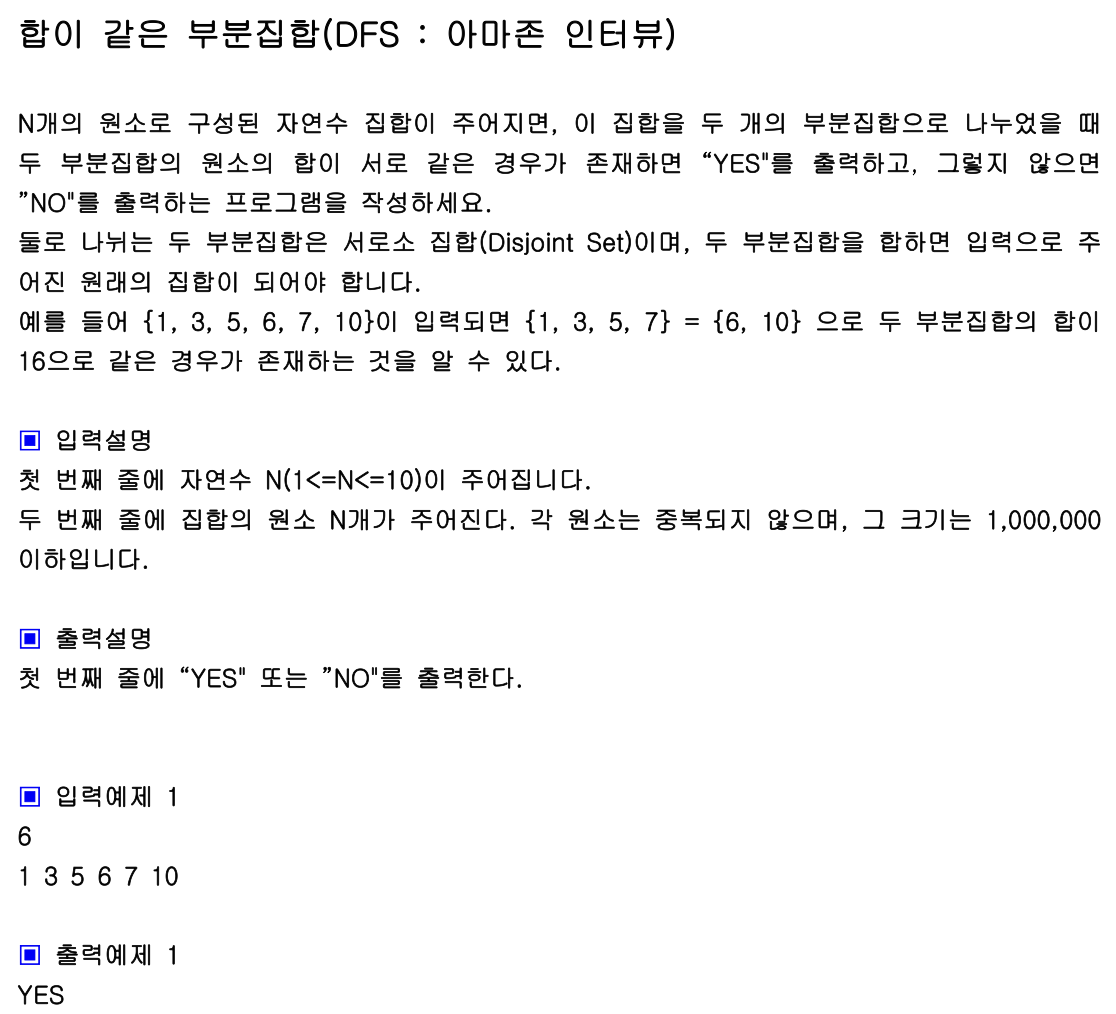 합이 같은 부분집합(DFS : 아마존 인터뷰)
N개의 원소로 구성된 자연수 집합이 주어지면, 이 집합을 두 개의 부분집합으로 나누었을 때
두 부분집합의 원소의 합이 서로 같은 경우가 존재하면 “YES"를 출력하고, 그렇지 않으면
”NO"를 출력하는 프로그램을 작성하세요.
둘로 나뉘는 두 부분집합은 서로소 집합(Disjoint Set)이며, 두 부분집합을 합하면 입력으로 주
어진 원래의 집합이 되어야 합니다.
예를 들어 {1, 3, 5, 6, 7, 10}이 입력되면 {1, 3, 5, 7} = {6, 10} 으로 두 부분집합의 합이
16으로 같은 경우가 존재하는 것을 알 수 있다.
▣ 입력설명
첫 번째 줄에 자연수 N(1<=N<=10)이 주어집니다.
두 번째 줄에 집합의 원소 N개가 주어진다. 각 원소는 중복되지 않으며, 그 크기는 1,000,000
이하입니다.
▣ 출력설명
첫 번째 줄에 “YES" 또는 ”NO"를 출력한다.
▣ 입력예제 1
6
1 3 5 6 7 10
▣ 출력예제 1
YES